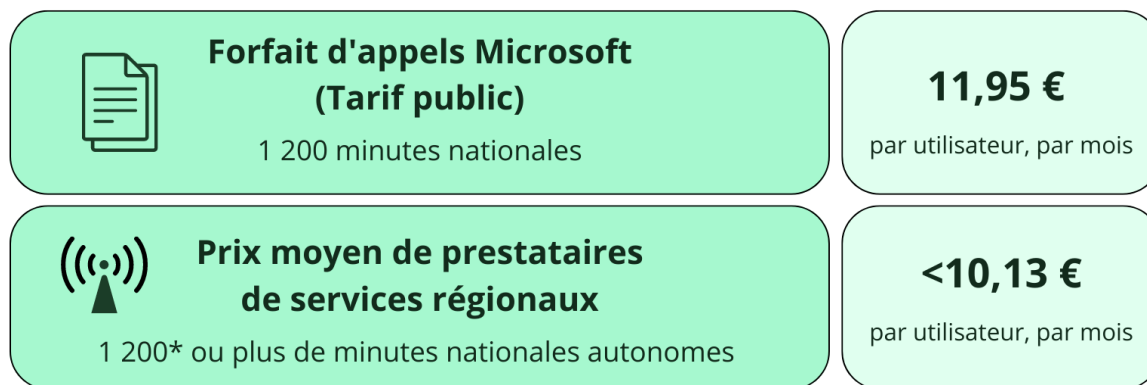 Forfait d'appels Microsoft
(Tarif public)
1 200 minutes nationales
11,95 €
par utilisateur, par mois
Prix moyen de prestataires
de services régionaux
1 200* ou plus de minutes nationales autonomes
<10,13 €
par utilisateur, par mois